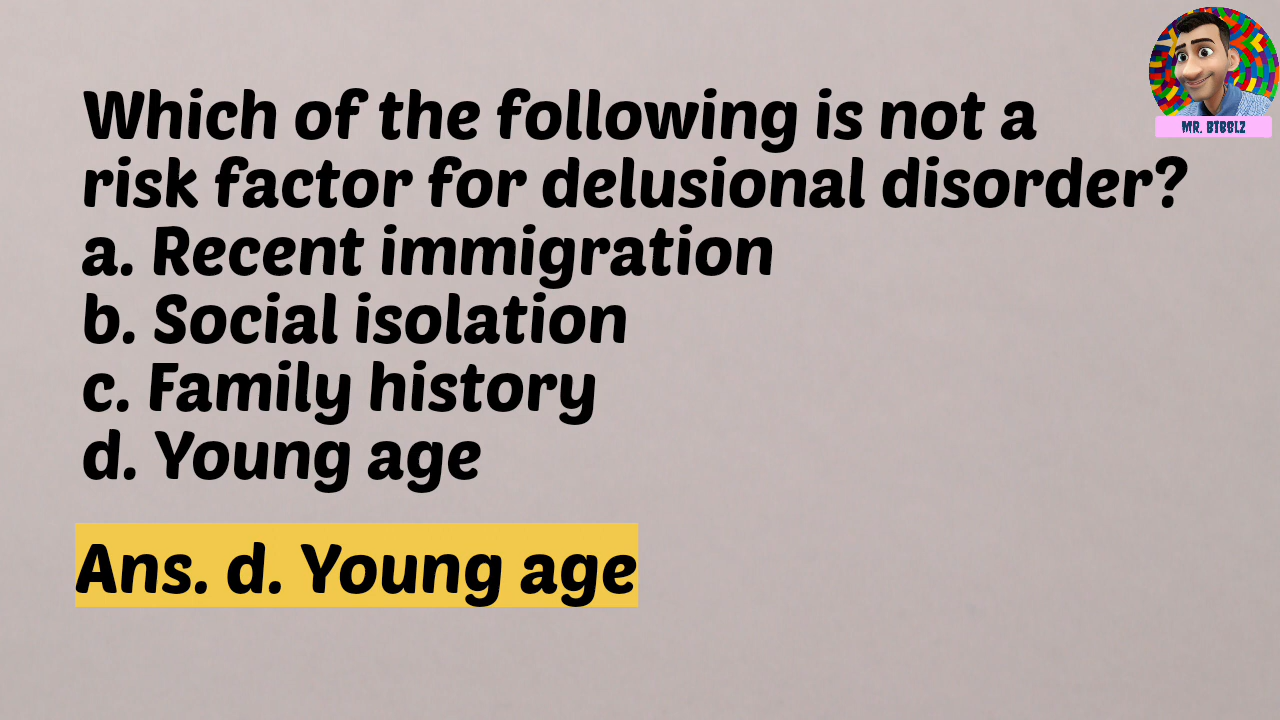 Which of the following is not a
risk factor for delusional disorder?
a. Recent immigration
b. Social isolation
c. Family history
d. Young age
Ans. d. Young age
MR. BIBBLZ